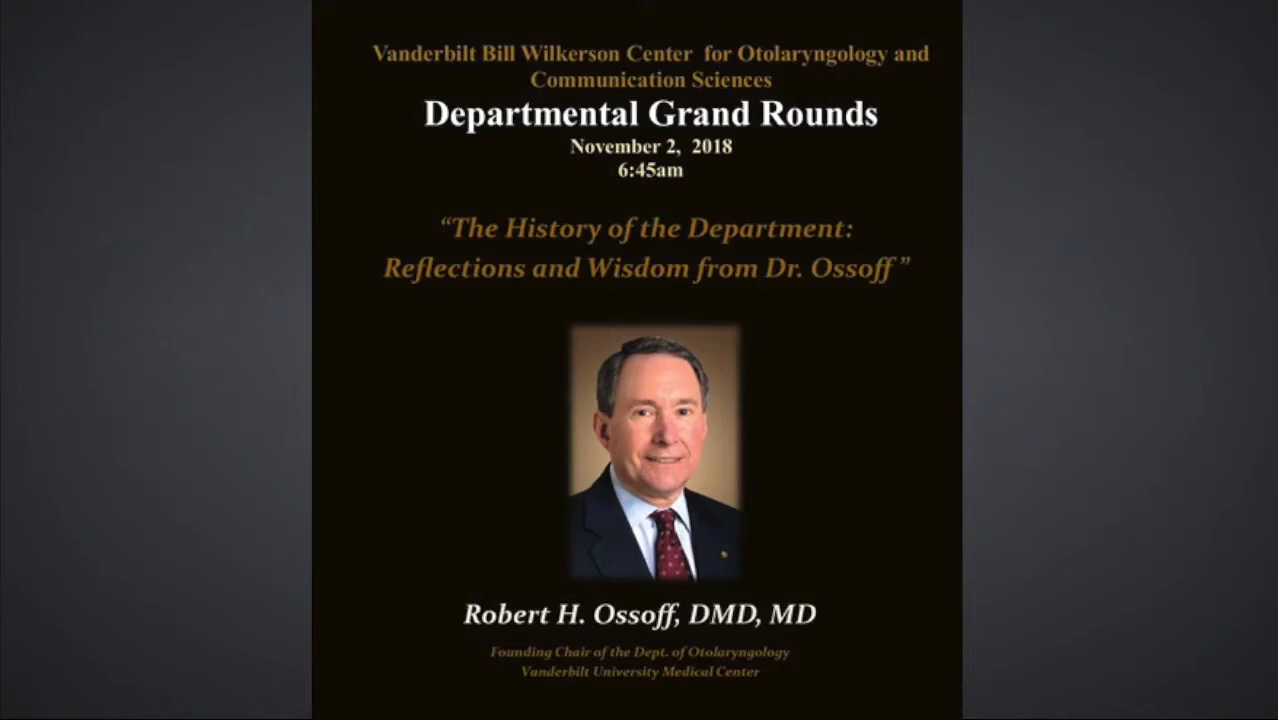 Vanderbilt Bill Wilkerson Center for Otolaryngology and
Communication Sciences
Departmental Grand Rounds
November 2, 2018
6:45am
“The History of the Department:
Reflections and Wisdom from Dr. Ossoff”
Robert H. Ossoff, DMD, MD
Founding Chair of the Dept. of Otolaryngology
Vanderbilt University Medical Center